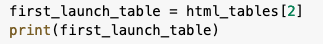 first_launch_table = html_tables[2]
print(first_launch_table)